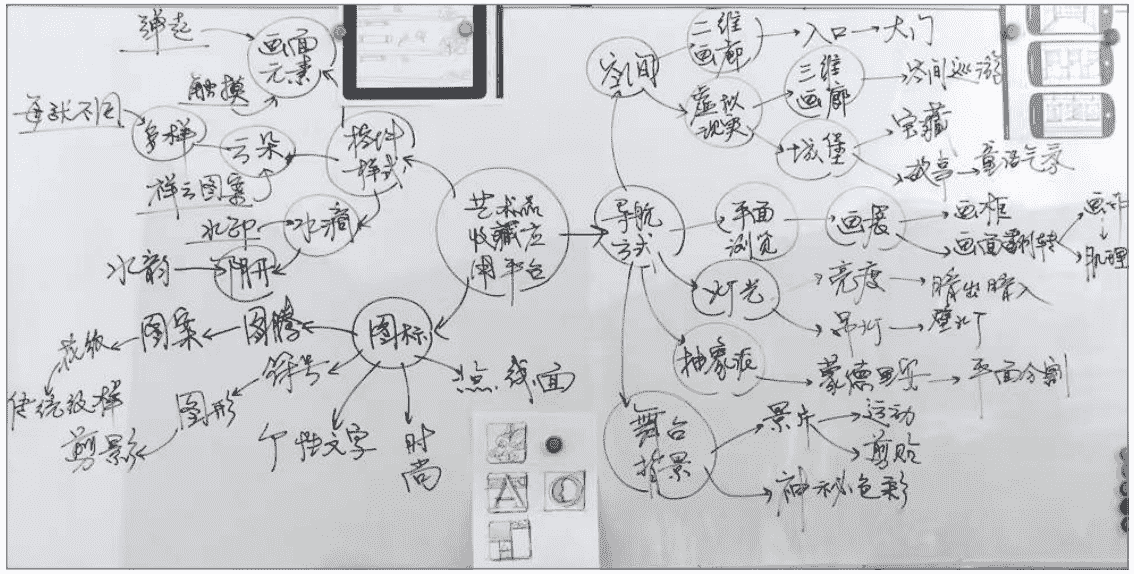 弹起
画面
元素
触摸
每张不同
多样
云朵
祥云图案
控件
样式
水印
水滴
水韵
阴开
艺术品
收藏应
用平台
图标
图腾
图案
传统纹样
符号
图形
剪影
个性文字
时
尚
点线面
A
空间
二维
画廊
入口
大门
虚拟
现实
三维
画廊
空间巡游
城堡
宝藏
故事
童话气氛
导航
方式
平面
浏览
画展
画框
画面翻转
画作
肌理
灯光
亮度
暗出暗入
吊灯
壁灯
抽象派
蒙德里安
平面分割
舞台
背景
景片
运动
剪贴
神秘色彩